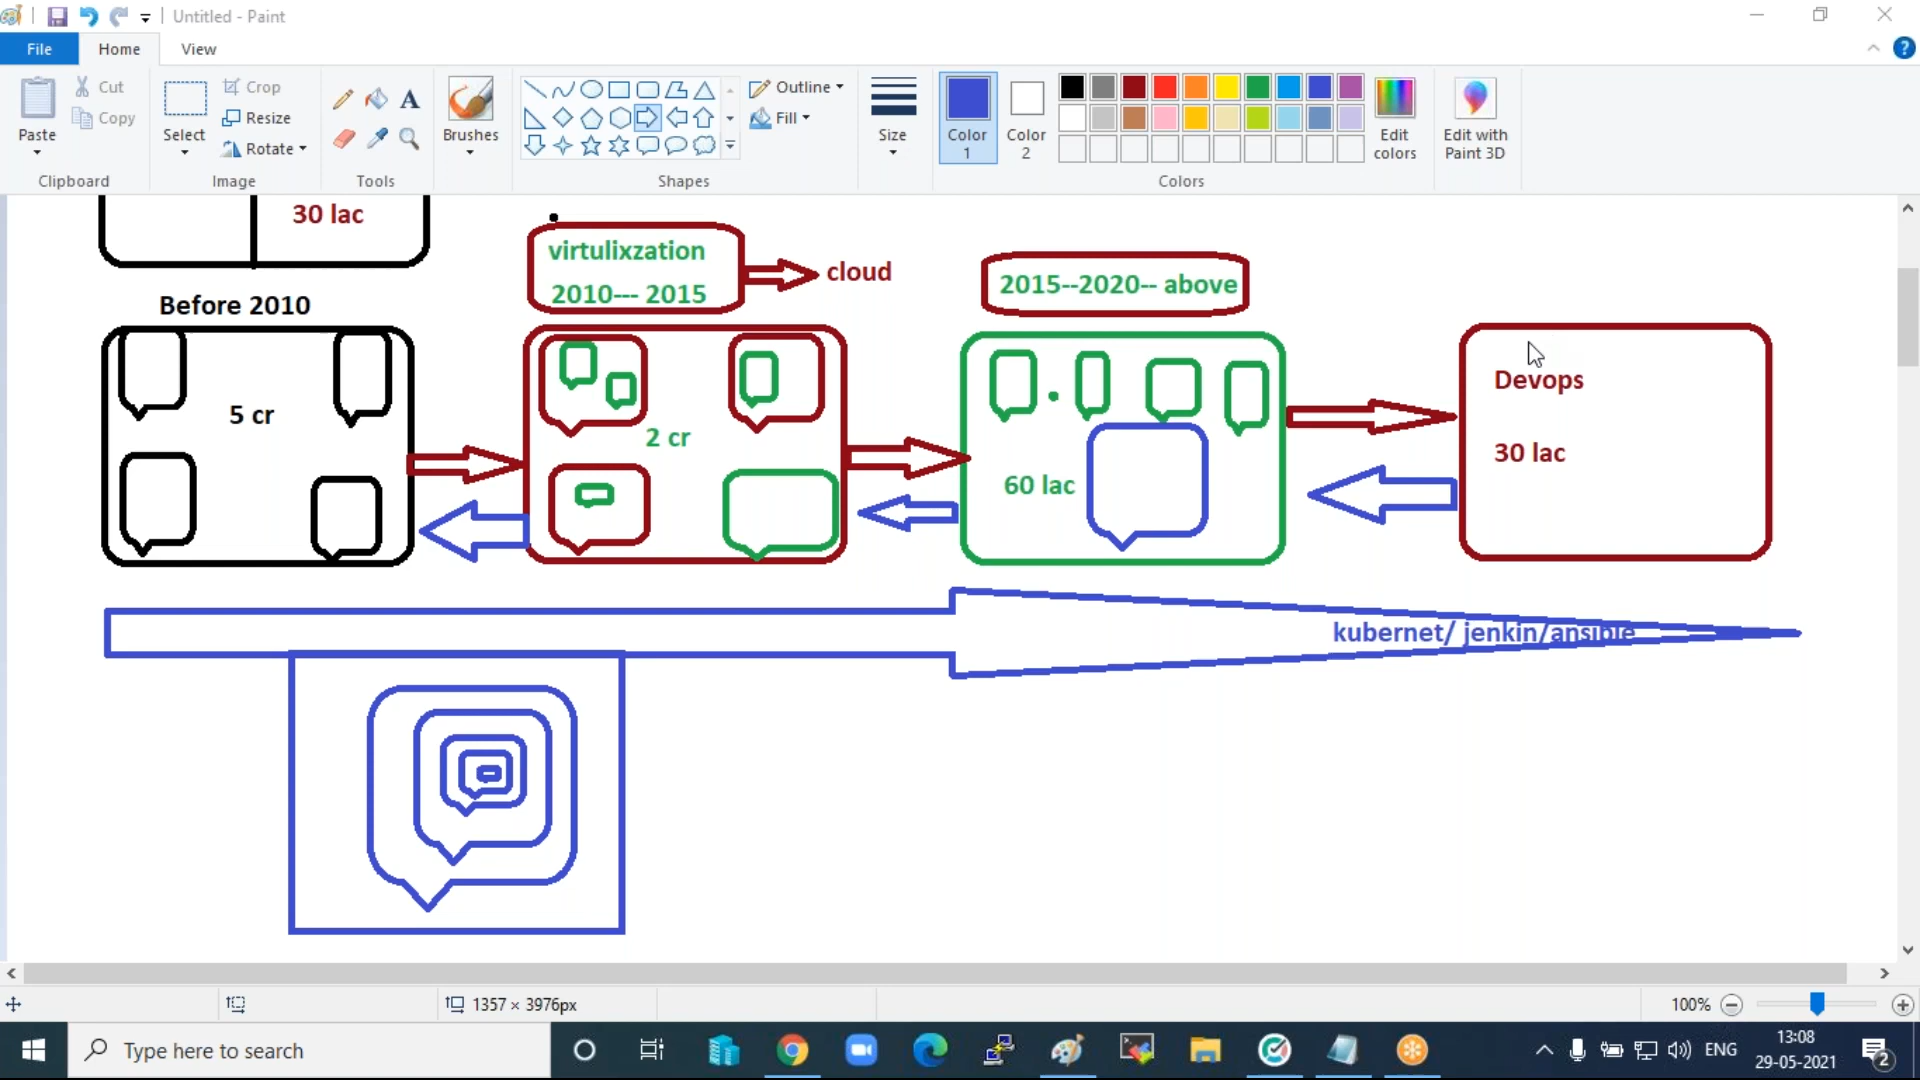 Untitled - Paint
File
Home
View
Paste
Cut
Copy
Clipboard
Select
Crop
Resize
Rotate
Image
A
Tools
Brushes
Outline
Fill
Shapes
Size
Color 1
Color 2
Edit colors
Colors
Edit with Paint 3D
?
30 lac
virtulixzation
2010--- 2015
cloud
2015--2020-- above
Before 2010
5 cr
2 cr
60 lac
Devops
30 lac
kubernet/ jenkin/ansible
1357 × 3976px
100%
Type here to search
ENG
13:08
29-05-2021
2